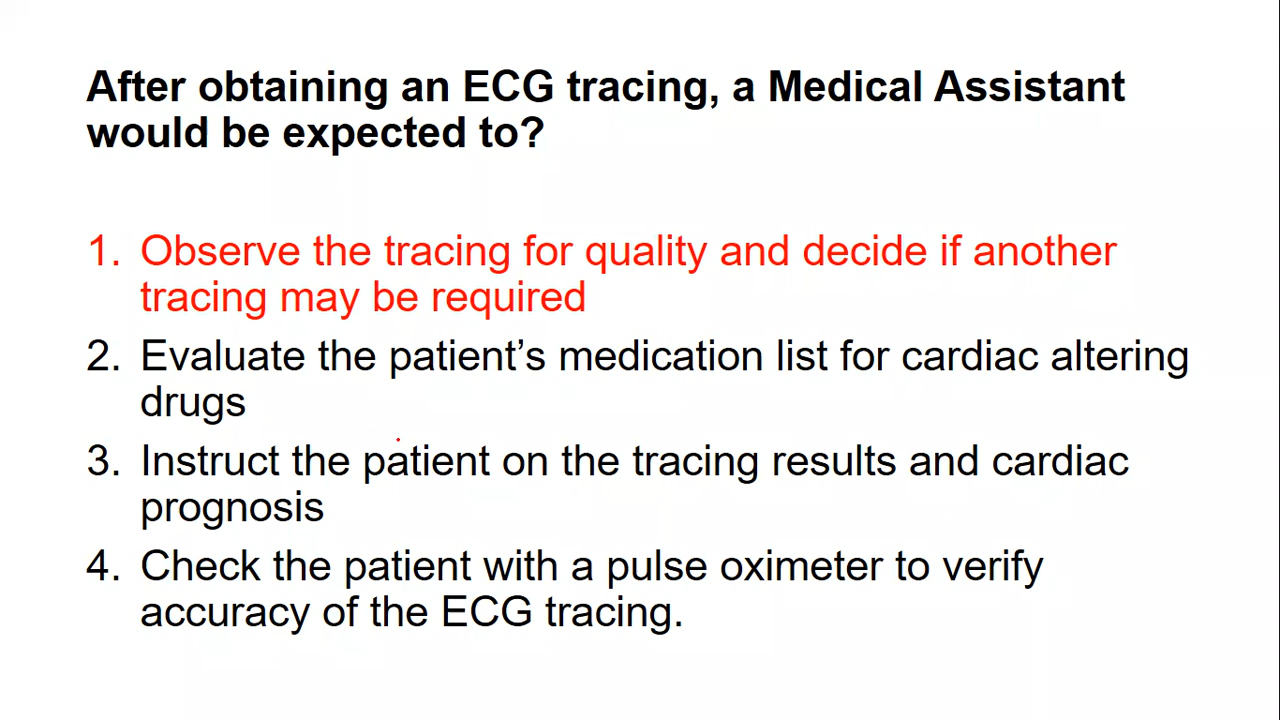 After obtaining an ECG tracing, a Medical Assistant
would be expected to?
1. Observe the tracing for quality and decide if another
tracing may be required
2. Evaluate the patient’s medication list for cardiac altering
drugs
3. Instruct the patient on the tracing results and cardiac
prognosis
4. Check the patient with a pulse oximeter to verify
accuracy of the ECG tracing.